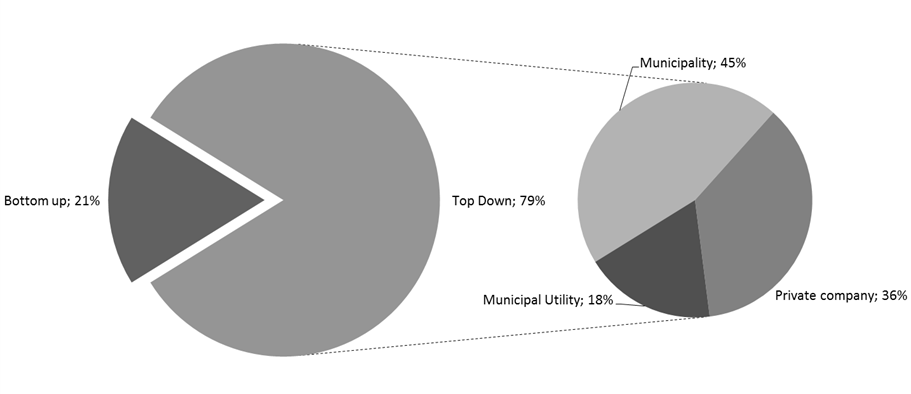 Municipality; 45%
Bottom up; 21%
Top Down; 79%
Municipal Utility; 18%
Private company; 36%